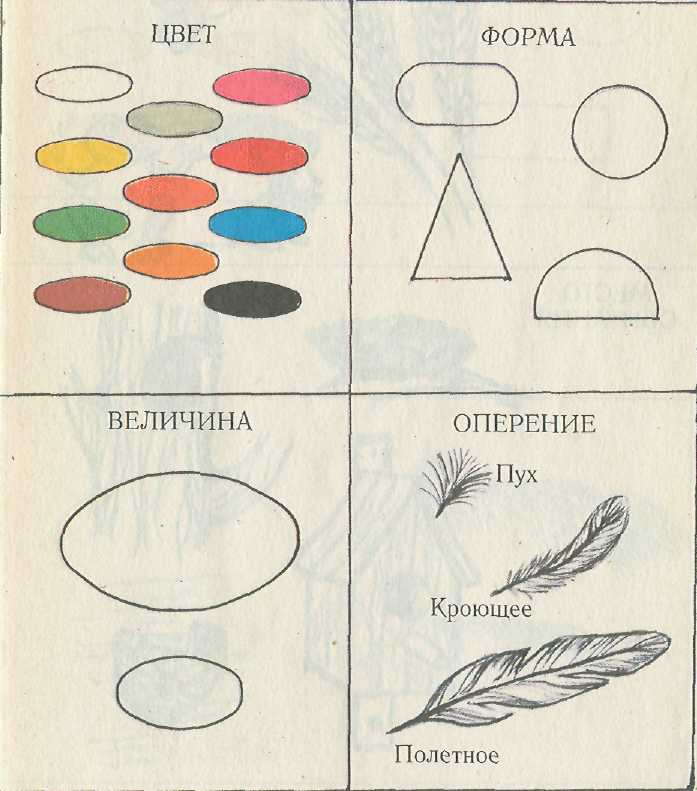 ЦВЕТ
ФОРМА
ВЕЛИЧИНА
ОПЕРЕНИЕ
Пух
Кроющее
Полетное